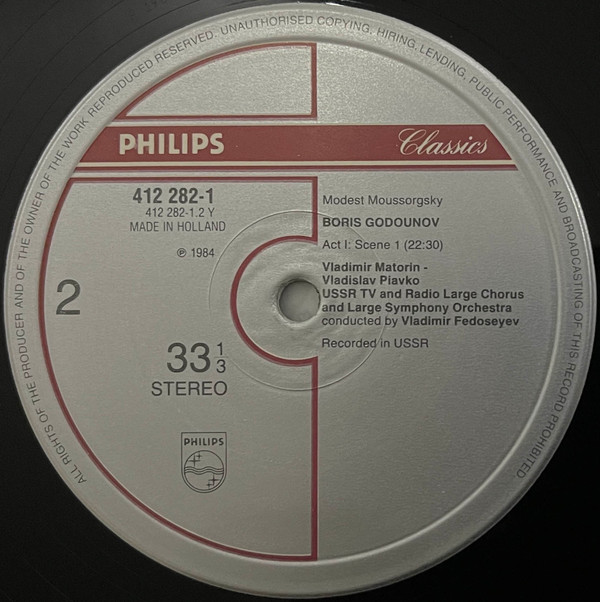 ALL RIGHTS OF THE PRODUCER AND OF THE OWNER OF THE WORK REPRODUCED RESERVED. UNAUTHORISED COPYING, HIRING, LENDING, PUBLIC PERFORMANCE AND BROADCASTING OF THIS RECORD PROHIBITED
PHILIPS Classics
412 282-1
412 282-1.2 Y
MADE IN HOLLAND
℗ 1984
2
33 1/3
STEREO
PHILIPS
Modest Moussorgsky
BORIS GODOUNOV
Act I: Scene 1 (22:30)
Vladimir Matorin -
Vladislav Piavko
USSR TV and Radio Large Chorus
and Large Symphony Orchestra
conducted by Vladimir Fedoseyev
Recorded in USSR